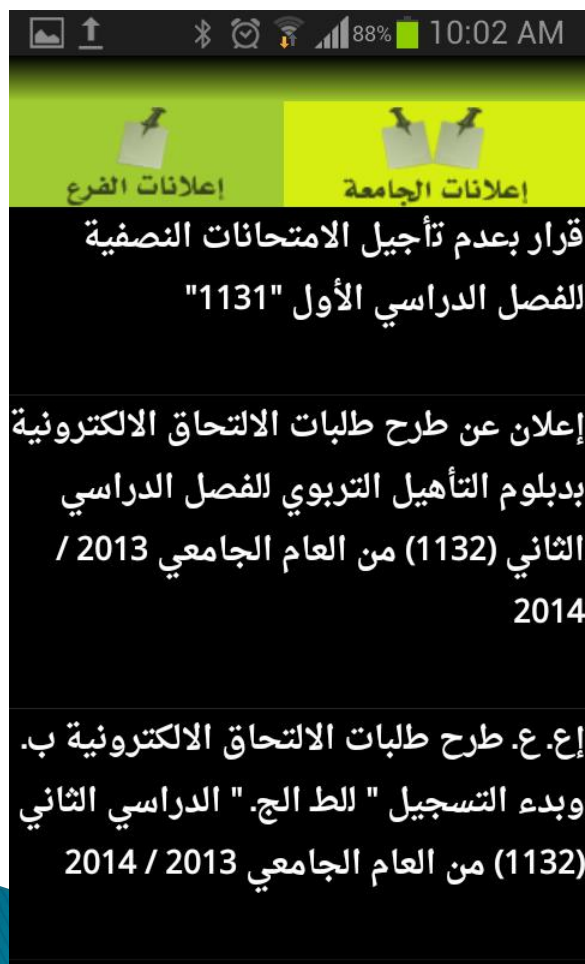 88% 10:02 AM
إعلانات الجامعة
إعلانات الفرع
قرار بعدم تأجيل الامتحانات النصفية
للفصل الدراسي الأول "1131"
إعلان عن طرح طلبات الالتحاق الالكترونية
بدبلوم التأهيل التربوي للفصل الدراسي
الثاني (1132) من العام الجامعي 2013 /
2014
إع. ع. طرح طلبات الالتحاق الالكترونية ب.
وبدء التسجيل " للط الج. " الدراسي الثاني
(1132) من العام الجامعي 2013 / 2014